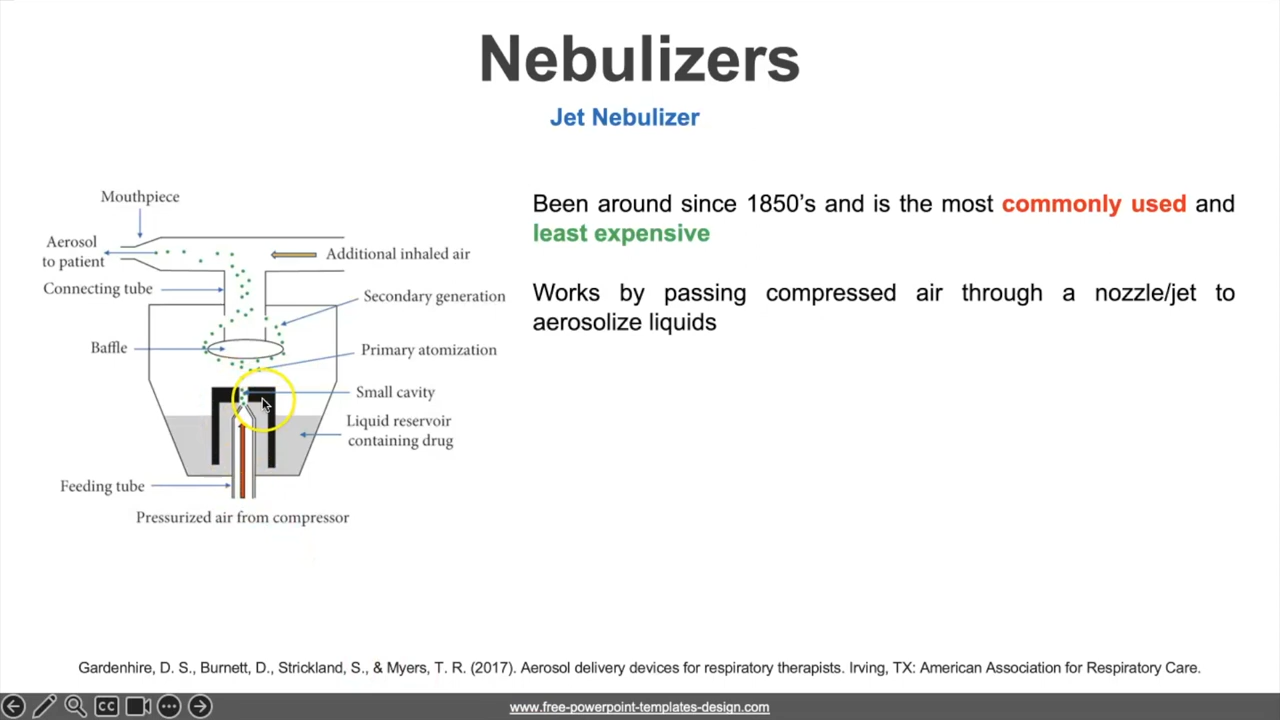 Nebulizers
Jet Nebulizer
Mouthpiece
Aerosol
to patient
Additional inhaled air
Connecting tube
Secondary generation
Baffle
Primary atomization
Small cavity
Liquid reservoir
containing drug
Feeding tube
Pressurized air from compressor
Been around since 1850’s and is the most commonly used and
least expensive
Works by passing compressed air through a nozzle/jet to
aerosolize liquids
Gardenhire, D. S., Burnett, D., Strickland, S., & Myers, T. R. (2017). Aerosol delivery devices for respiratory therapists. Irving, TX: American Association for Respiratory Care.
CC
www.free-powerpoint-templates-design.com